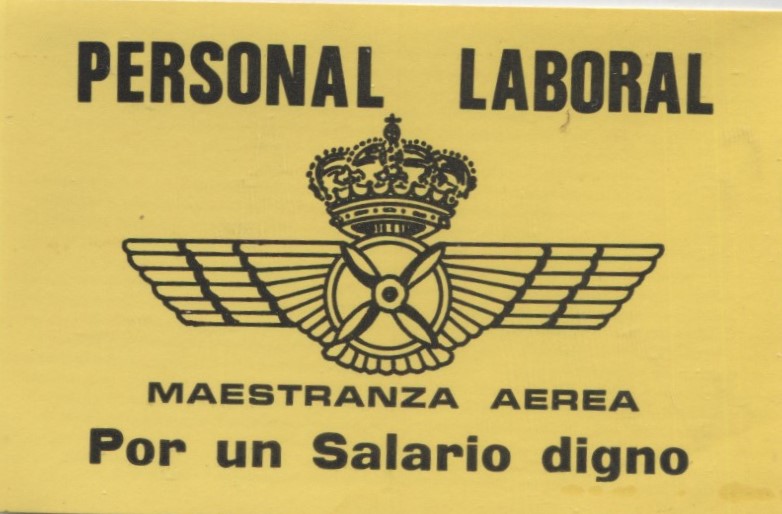 PERSONAL LABORAL
MAESTRANZA AEREA
Por un Salario digno